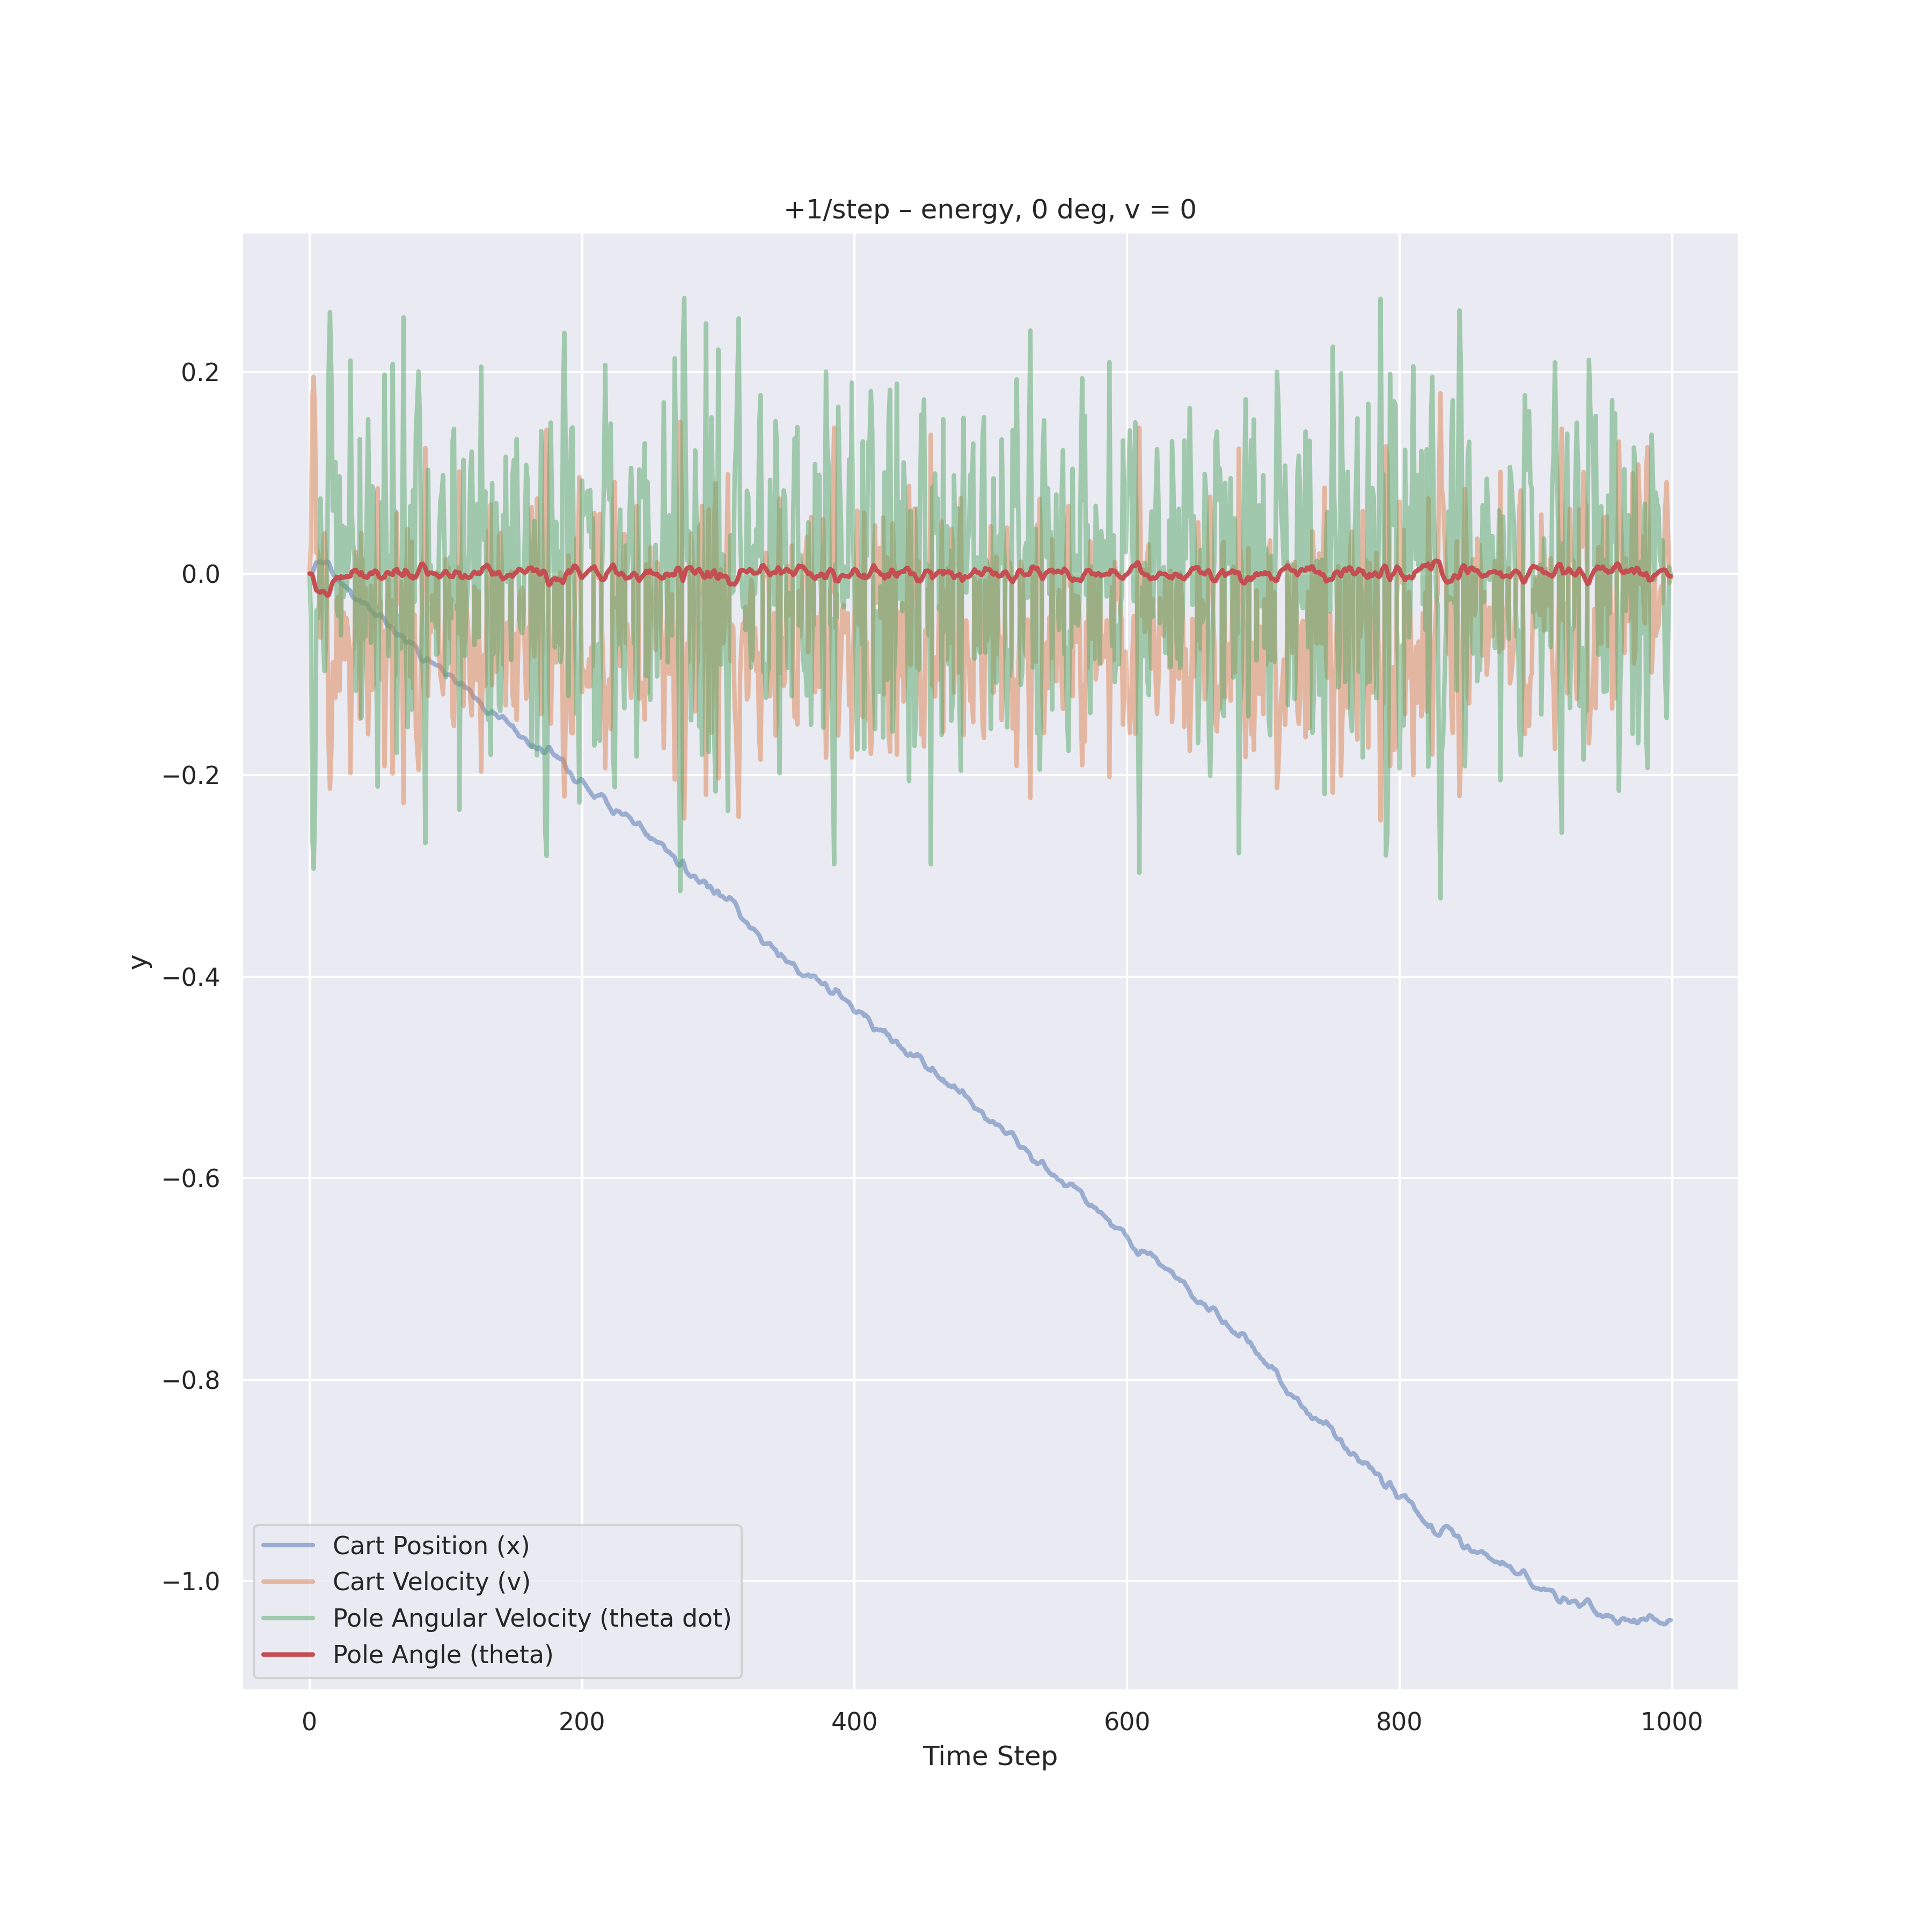 +1/step – energy, 0 deg, v = 0
0.2
0.0
−0.2
−0.4
−0.6
−0.8
−1.0
y
Cart Position (x)
Cart Velocity (v)
Pole Angular Velocity (theta dot)
Pole Angle (theta)
0 200 400 600 800 1000
Time Step